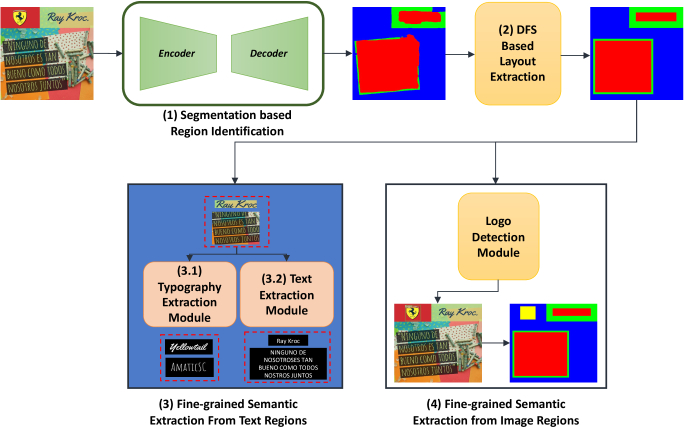 Ray Kroc.
"NINGUNO DE
NOSOTROS ES TAN
BUENO COMO TODOS
NOSOTROS JUNTOS"
Encoder
Decoder
(1) Segmentation based
Region Identification
(2) DFS
Based
Layout
Extraction
Ray Kroc.
"NINGUNO DE
NOSOTROS ES TAN
BUENO COMO TODOS
NOSOTROS JUNTOS"
(3.1)
Typography
Extraction
Module
(3.2) Text
Extraction
Module
Yellowtail
AmaticSC
Ray Kroc
NINGUNO DE
NOSOTROSES TAN
BUENO COMO TODOS
NOSTROS JUNTOS
(3) Fine-grained Semantic
Extraction From Text Regions
Logo
Detection
Module
Ray Kroc.
"NINGUNO DE
NOSOTROS ES TAN
BUENO COMO TODOS
NOSOTROS JUNTOS"
(4) Fine-grained Semantic
Extraction from Image Regions